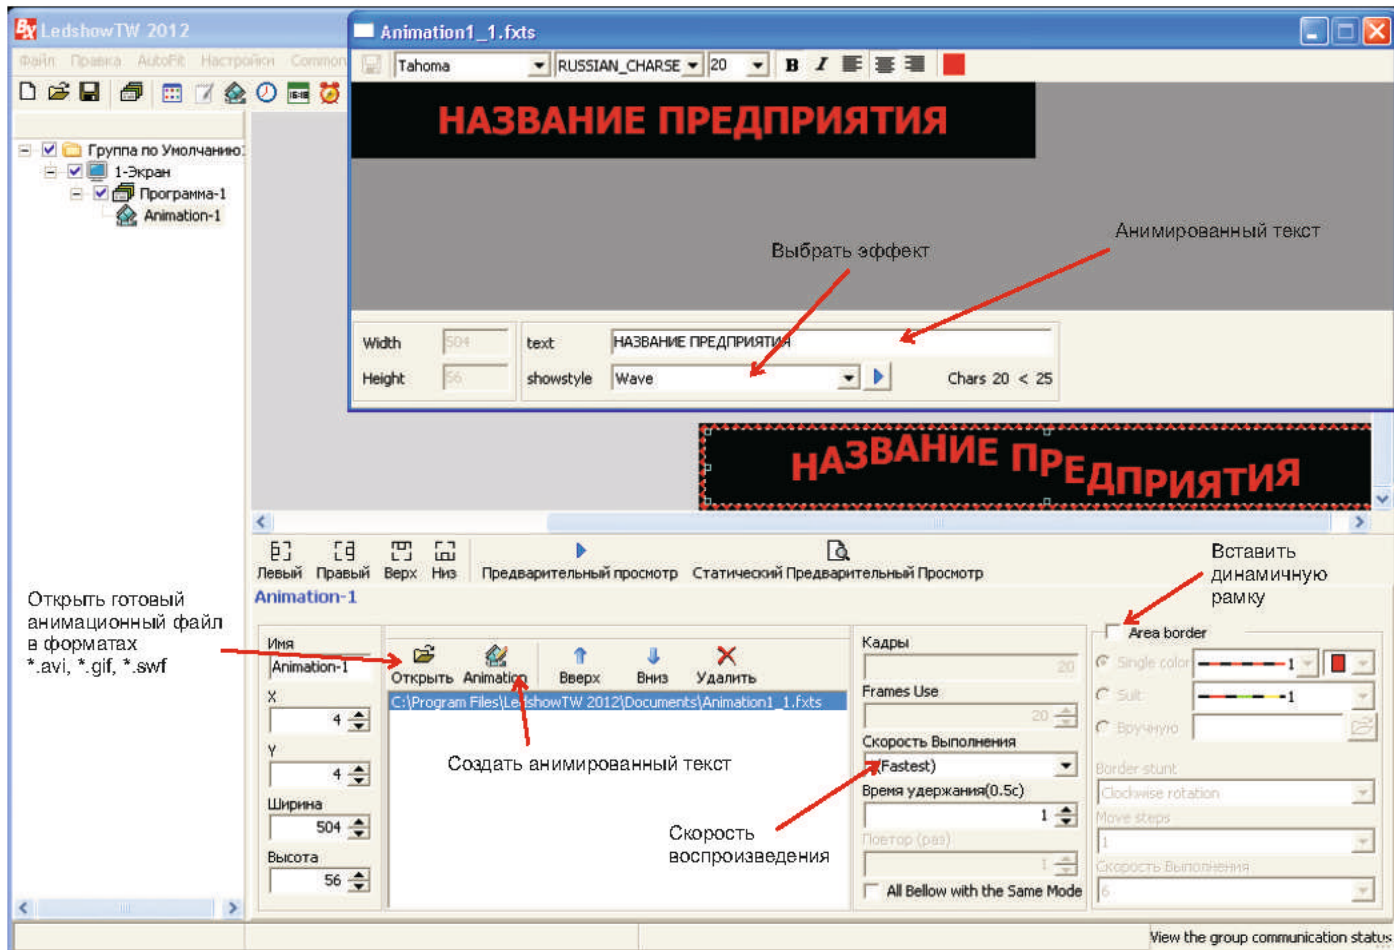 LedshowTW 2012
Файл Правка AutoFit Настройки Common
Animation1_1.fxts
Tahoma RUSSIAN_CHARSE 20 B I
НАЗВАНИЕ ПРЕДПРИЯТИЯ
Группа по Умолчанию:
1-Экран
Программа-1
Animation-1
Выбрать эффект
Анимированный текст
Width 504 text НАЗВАНИЕ ПРЕДПРИЯТИЯ
Height 56 showstyle Wave Chars 20 < 25
НАЗВАНИЕ ПРЕДПРИЯТИЯ
Левый Правый Верх Низ Предварительный просмотр Статический Предварительный Просмотр
Вставить
динамичную
рамку
Открыть готовый
анимационный файл
в форматах
*.avi, *.gif, *.swf
Animation-1
Имя
Animation-1
X
4
Y
4
Ширина
504
Высота
56
Открыть Animation Вверх Вниз Удалить
C:\Program Files\LedshowTW 2012\Documents\Animation1_1.fxts
Создать анимированный текст
Скорость
воспроизведения
Кадры
20
Frames Use
20
Скорость Выполнения
(Fastest)
Время удержания(0.5с)
1
Повтор (раз)
1
All Bellow with the Same Mode
Area border
Single color 1
Suit 1
Вручную
Border stunt
Clockwise rotation
Move steps
1
Скорость Выполнения
6
View the group communication status